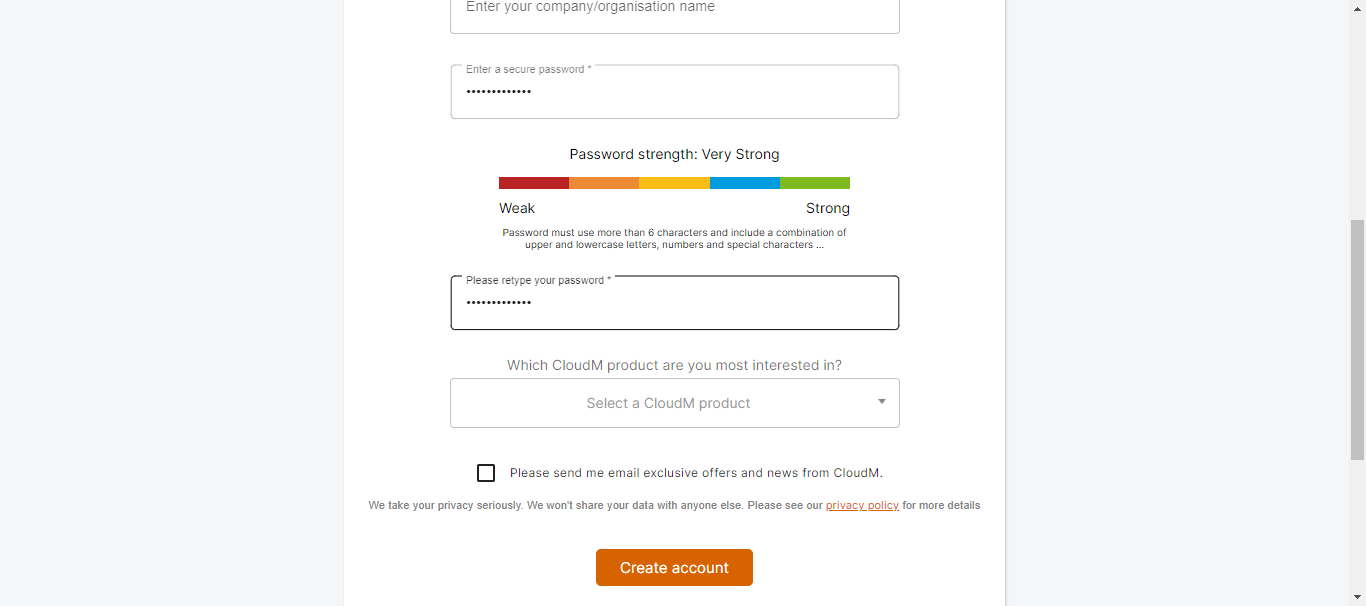 Enter your company/organisation name
Enter a secure password *
•••••••••••••
Password strength: Very Strong
Weak
Strong
Password must use more than 6 characters and include a combination of
upper and lowercase letters, numbers and special characters ...
Please retype your password *
•••••••••••••
Which CloudM product are you most interested in?
Select a CloudM product
Please send me email exclusive offers and news from CloudM.
We take your privacy seriously. We won't share your data with anyone else. Please see our privacy policy for more details
Create account